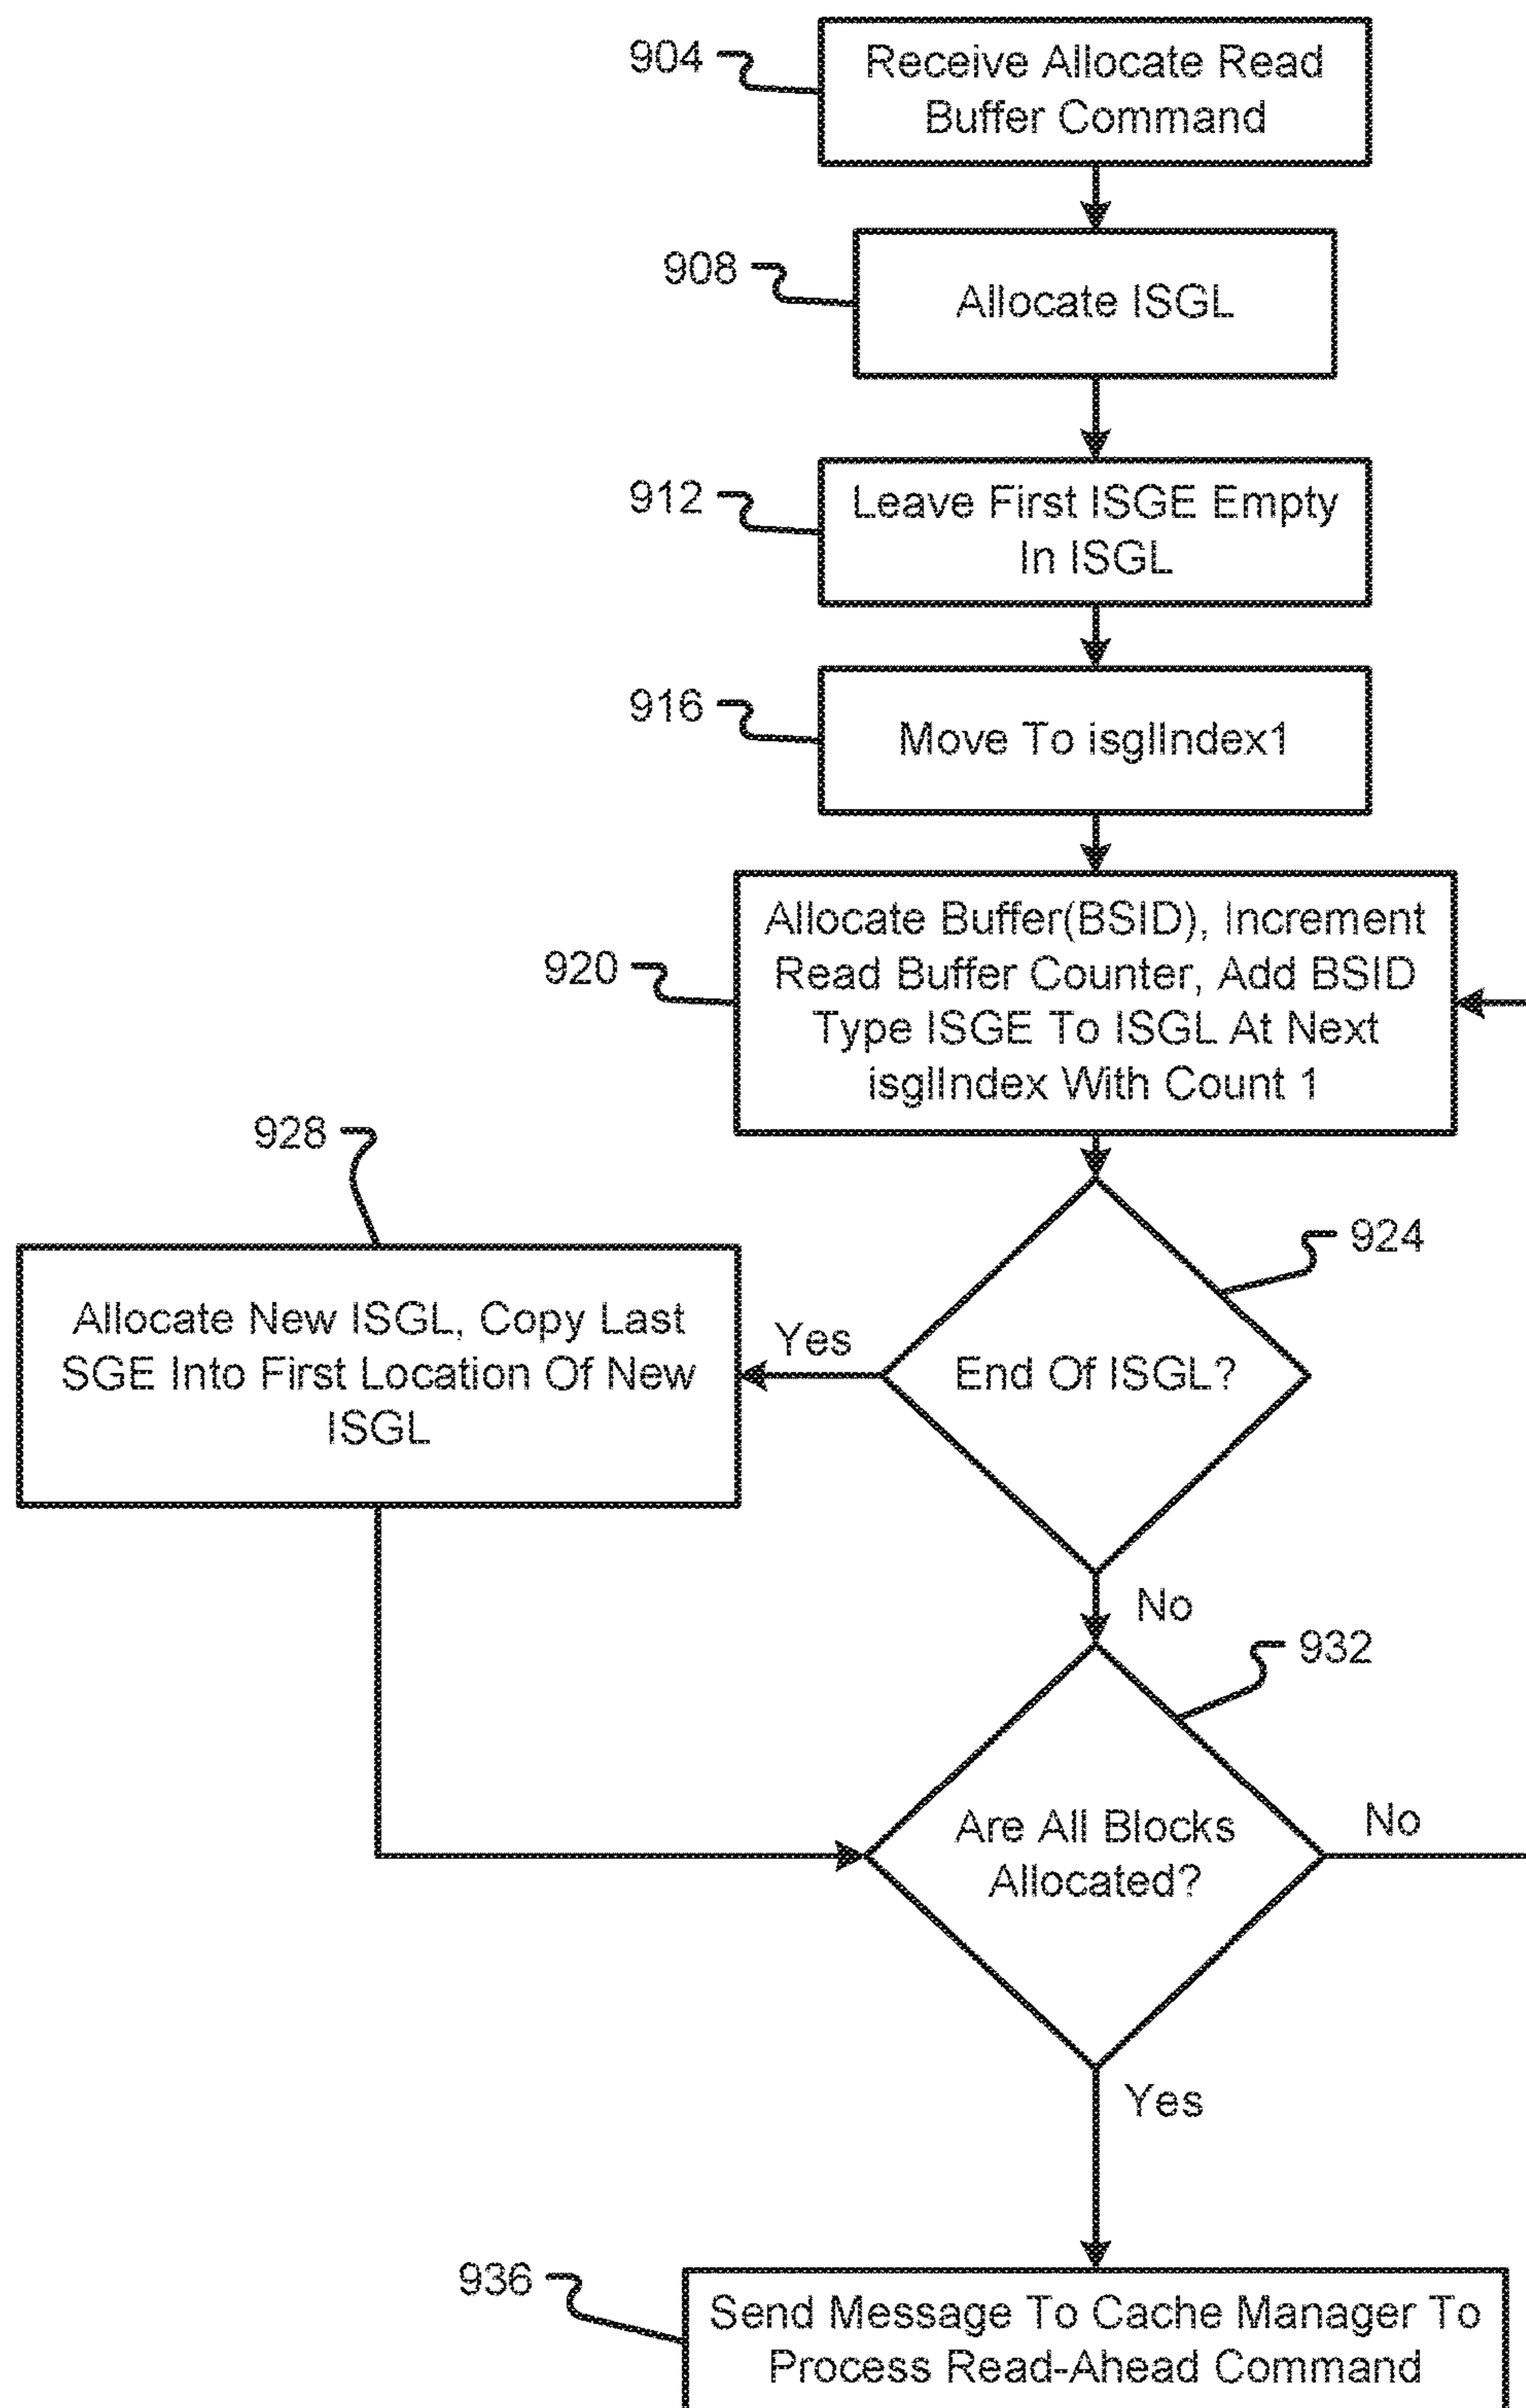 904
Receive Allocate Read
Buffer Command
908
Allocate ISGL
912
Leave First ISGE Empty
In ISGL
916
Move To isglIndex1
920
Allocate Buffer(BSID), Increment
Read Buffer Counter, Add BSID
Type ISGE To ISGL At Next
isglIndex With Count 1
928
924
Allocate New ISGL, Copy Last
SGE Into First Location Of New
ISGL
Yes
End Of ISGL?
No
932
Are All Blocks
Allocated?
No
Yes
936
Send Message To Cache Manager To
Process Read-Ahead Command